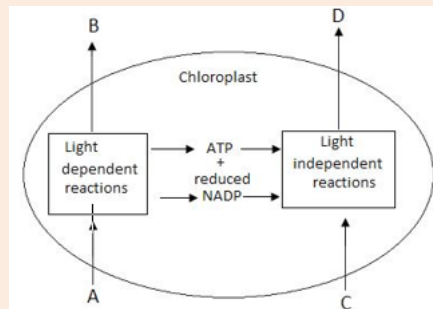 B
D
Chloroplast
Light
dependent
reactions
ATP
+
reduced
NADP
Light
independent
reactions
A
C